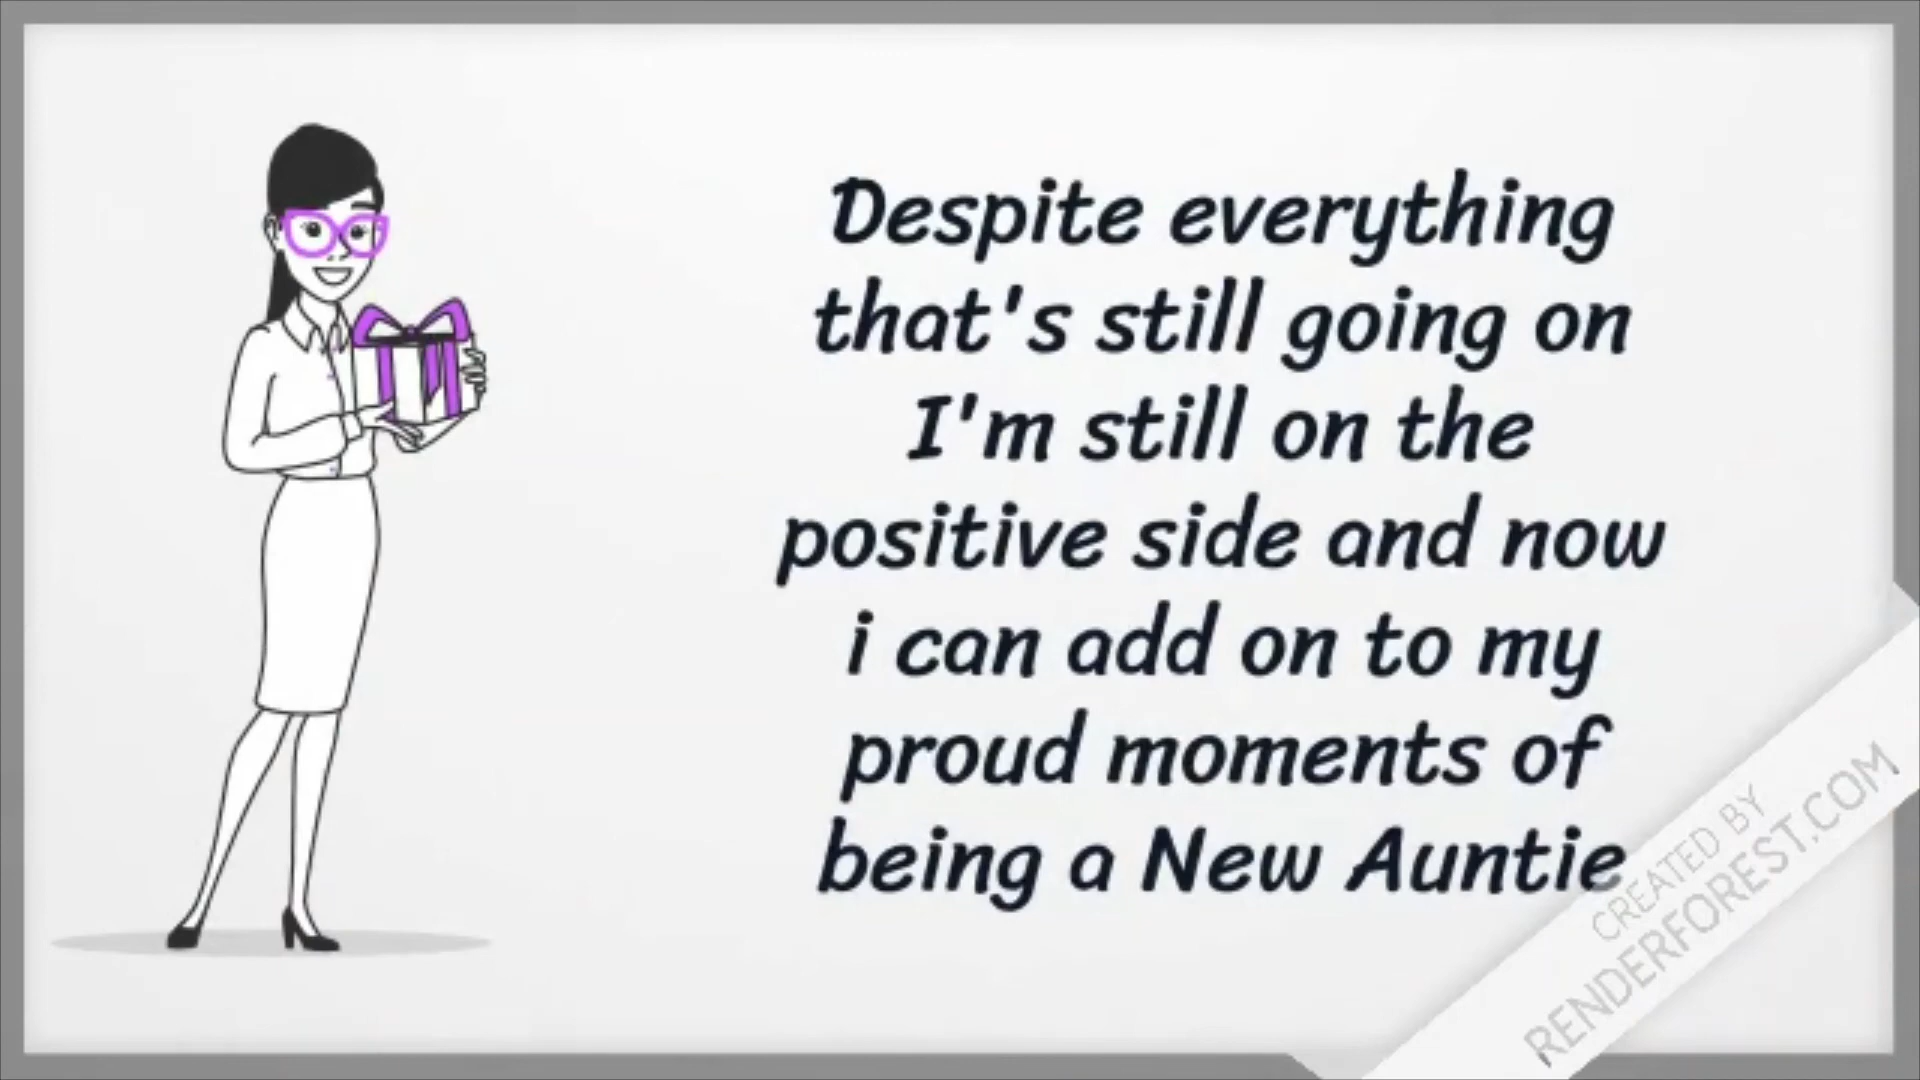 Despite everything
that's still going on
I'm still on the
positive side and now
i can add on to my
proud moments of
being a New Auntie
CREATED BY
RENDERFOREST.COM